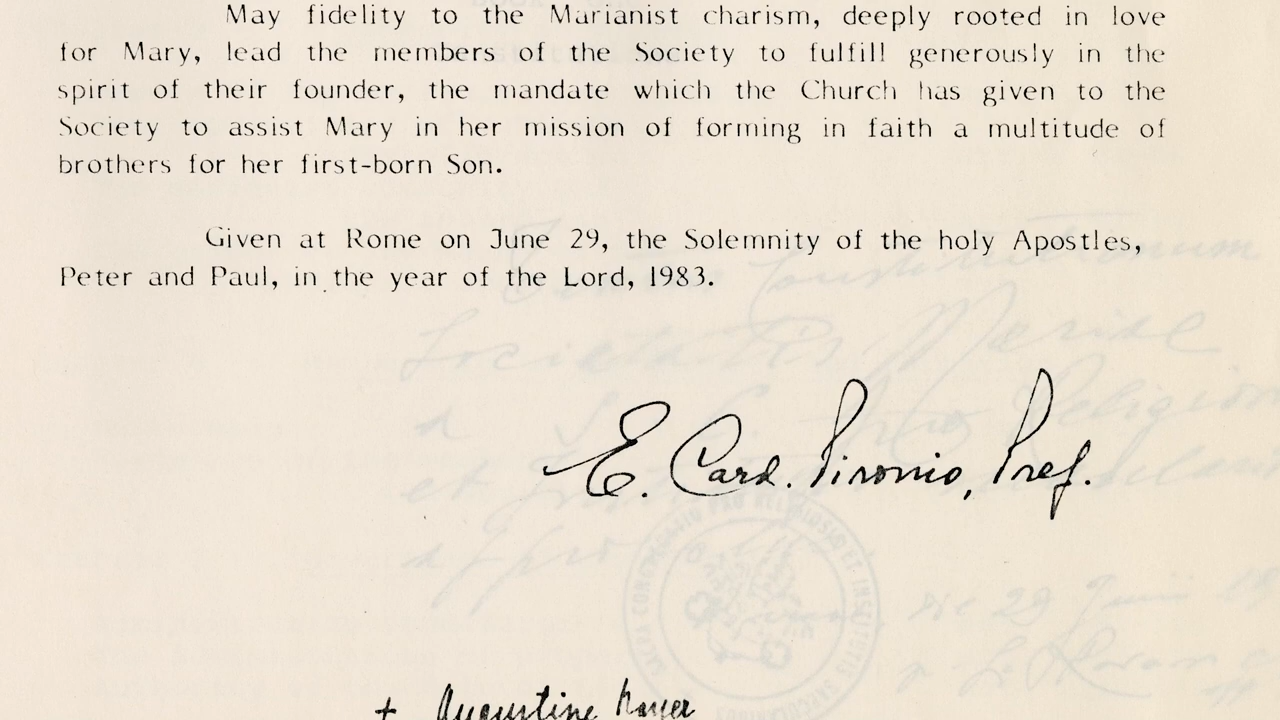 May fidelity to the Marianist charism, deeply rooted in love
for Mary, lead the members of the Society to fulfill generously in the
spirit of their founder, the mandate which the Church has given to the
Society to assist Mary in her mission of forming in faith a multitude of
brothers for her first-born Son.
Given at Rome on June 29, the Solemnity of the holy Apostles,
Peter and Paul, in the year of the Lord, 1983.
E. Card. Pironio, Pref.
+ Augustine Mayer